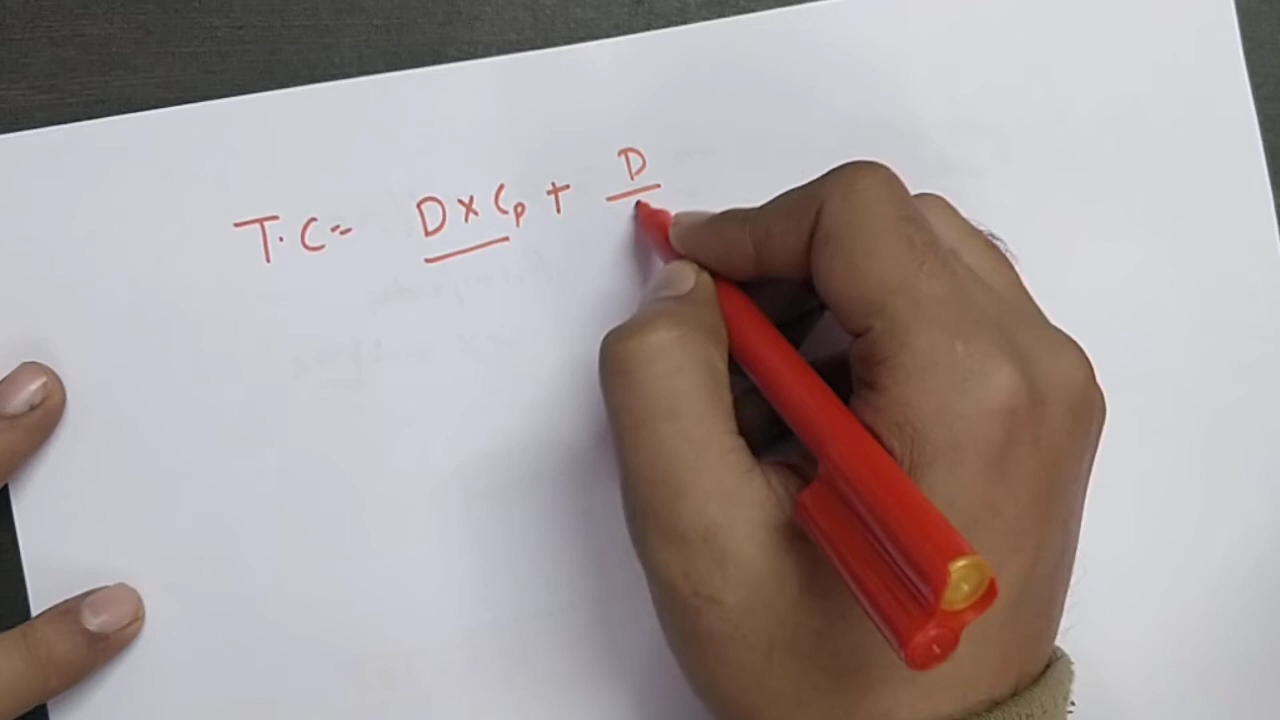 T.C= D x Cp + D/